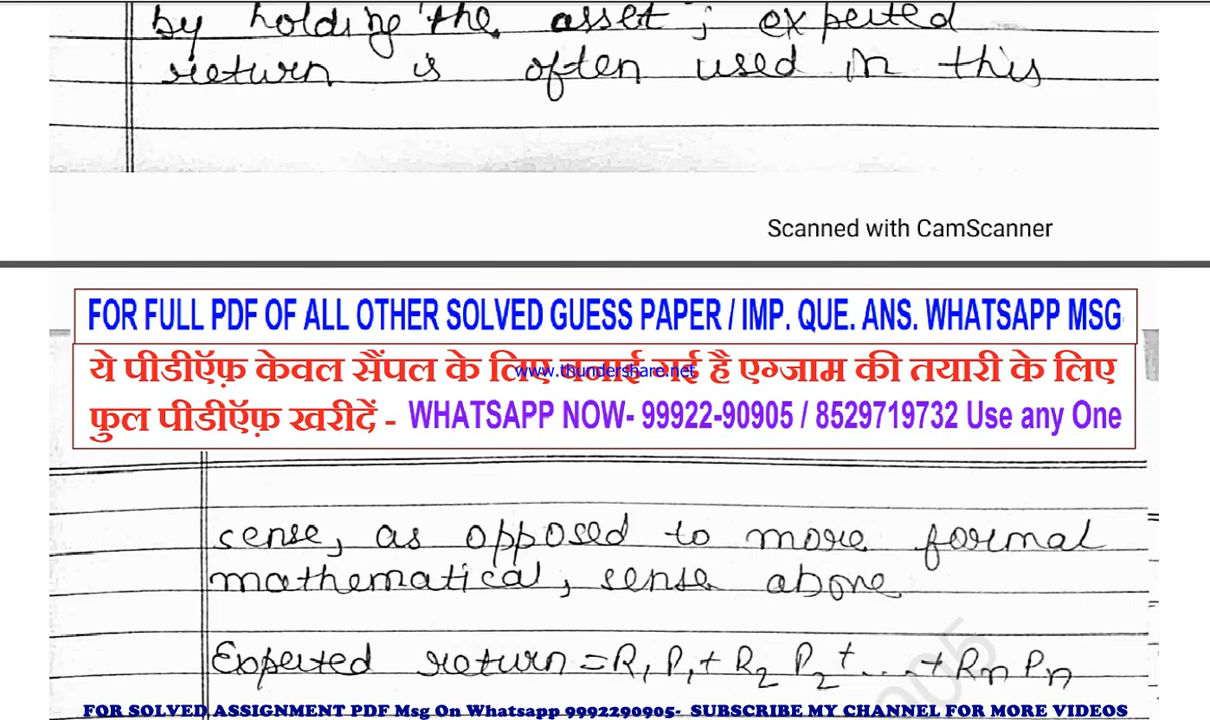 by holding the asset; expected
return is often used in this
Scanned with CamScanner
FOR FULL PDF OF ALL OTHER SOLVED GUESS PAPER / IMP. QUE. ANS. WHATSAPP MSG
ये पीडीऍफ़ केवल सैंपल के लिए बनाई गई है एग्जाम की तयारी के लिए
www.thundershare.net
फुल पीडीऍफ़ खरीदें - WHATSAPP NOW- 99922-90905 / 8529719732 Use any One
sense, as opposed to more formal
mathematical, sense above
Expected return = R₁ P₁ + R₂ P₂ + ... + Rn Pn
FOR SOLVED ASSIGNMENT PDF Msg On Whatsapp 9992290905- SUBSCRIBE MY CHANNEL FOR MORE VIDEOS